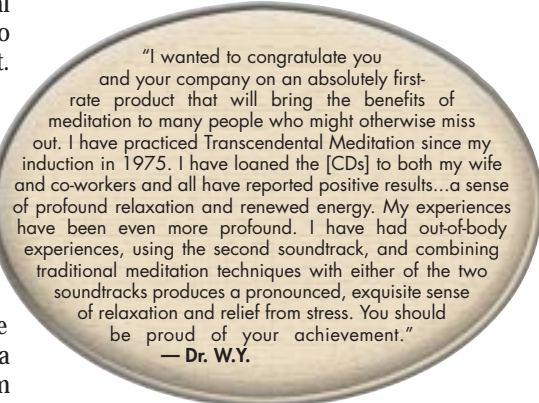 al
o
t.
“I wanted to congratulate you
and your company on an absolutely first-
rate product that will bring the benefits of
meditation to many people who might otherwise miss
out. I have practiced Transcendental Meditation since my
induction in 1975. I have loaned the [CDs] to both my wife
and co-workers and all have reported positive results...a sense
of profound relaxation and renewed energy. My experiences
have been even more profound. I have had out-of-body
experiences, using the second soundtrack, and combining
traditional meditation techniques with either of the two
soundtracks produces a pronounced, exquisite sense
of relaxation and relief from stress. You should
be proud of your achievement.”
— Dr. W.Y.
e
a
m